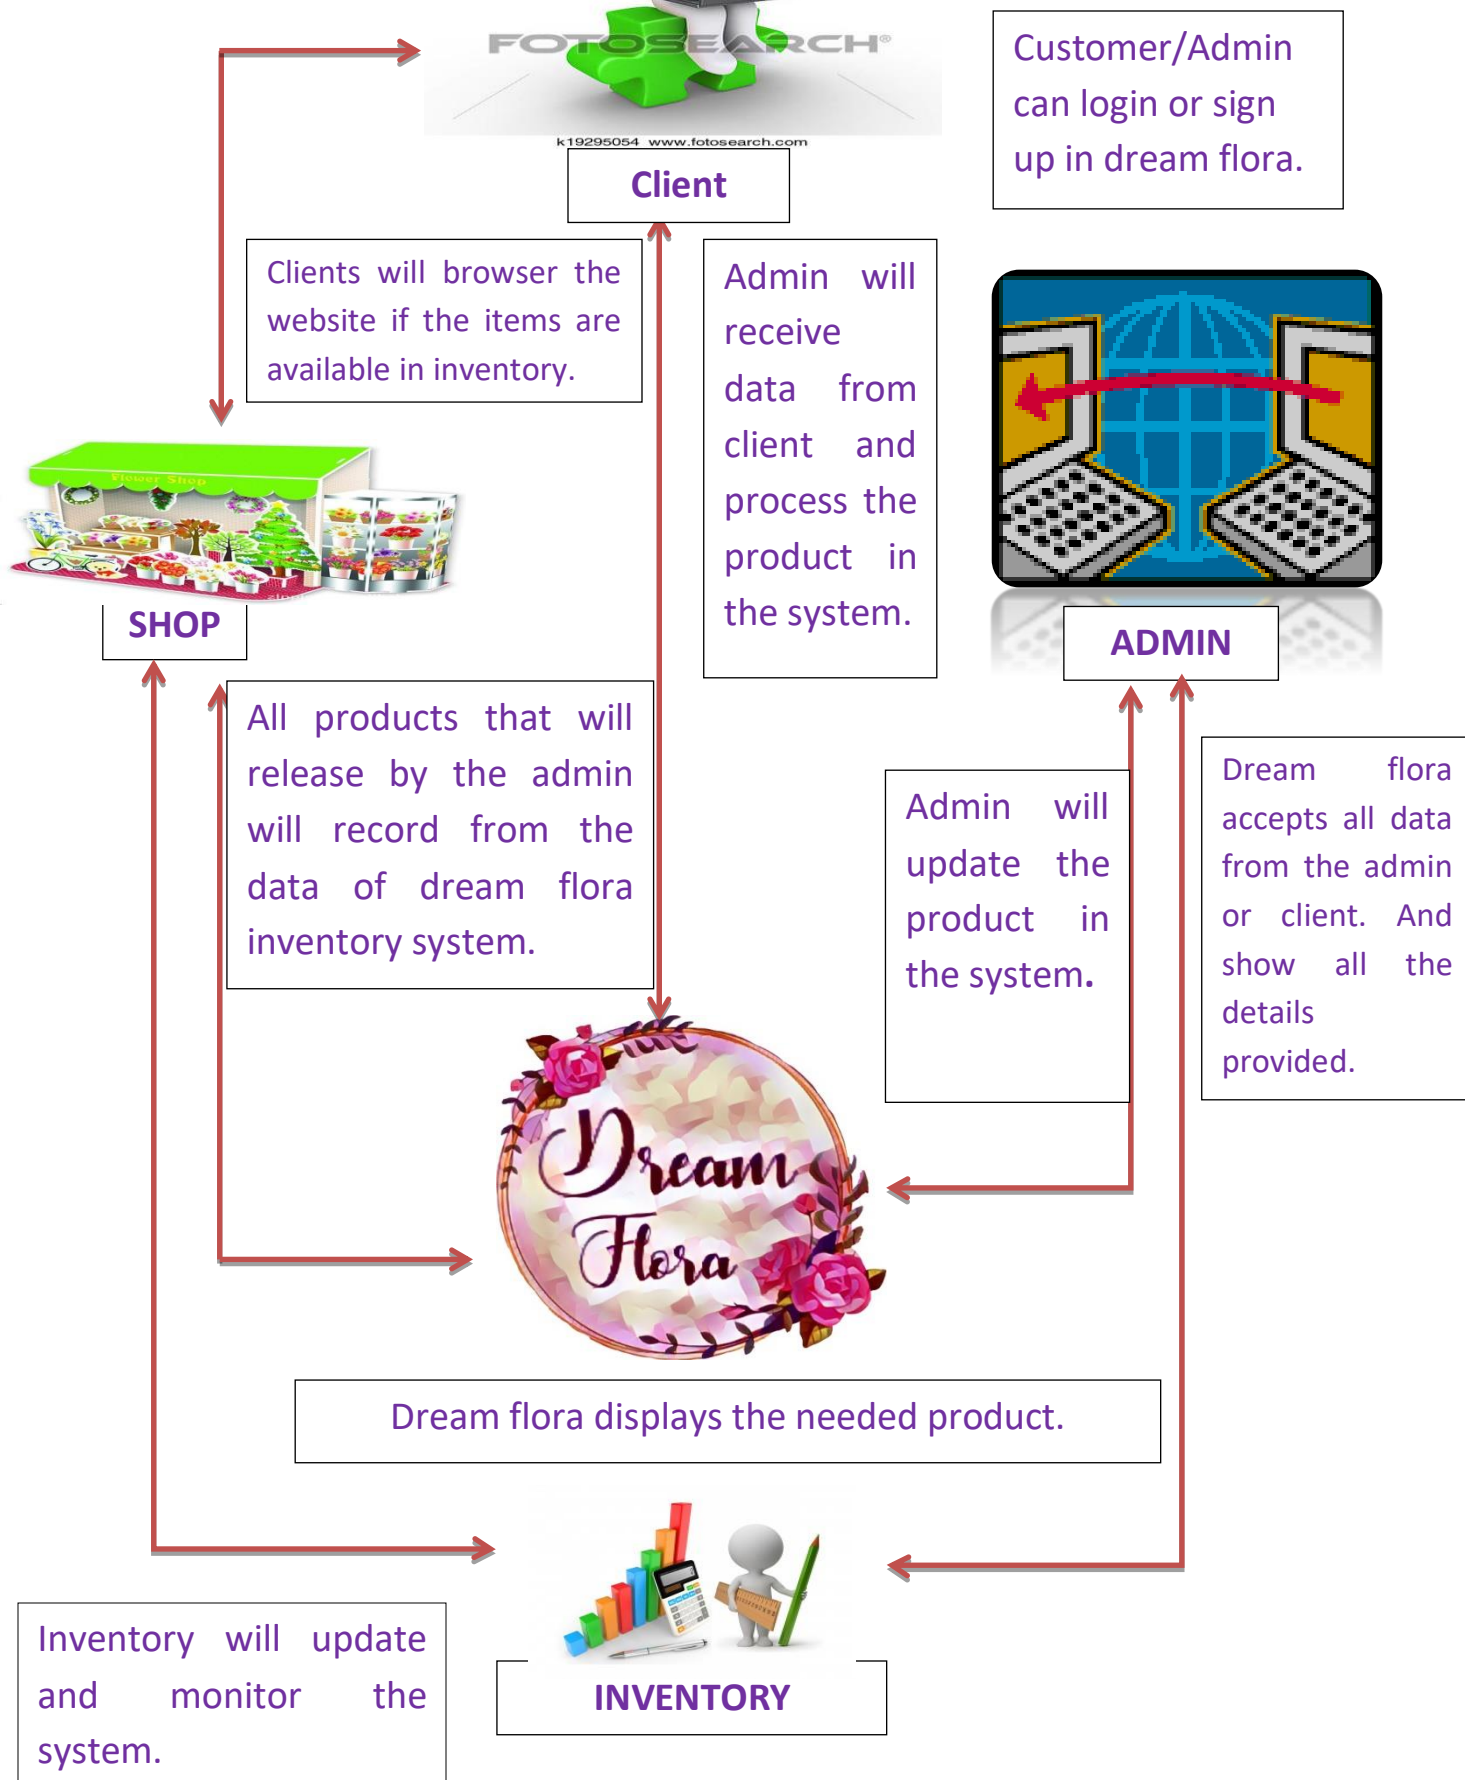 FOTOSEARCH®
k19295054 www.fotosearch.com
Client
Customer/Admin
can login or sign
up in dream flora.
Clients will browser the
website if the items are
available in inventory.
Admin will
receive
data from
client and
process the
product in
the system.
Flower Shop
SHOP
ADMIN
All products that will
release by the admin
will record from the
data of dream flora
inventory system.
Admin will
update the
product in
the system.
Dream flora
accepts all data
from the admin
or client. And
show all the
details
provided.
Dream
Flora
Dream flora displays the needed product.
INVENTORY
Inventory will update
and monitor the
system.